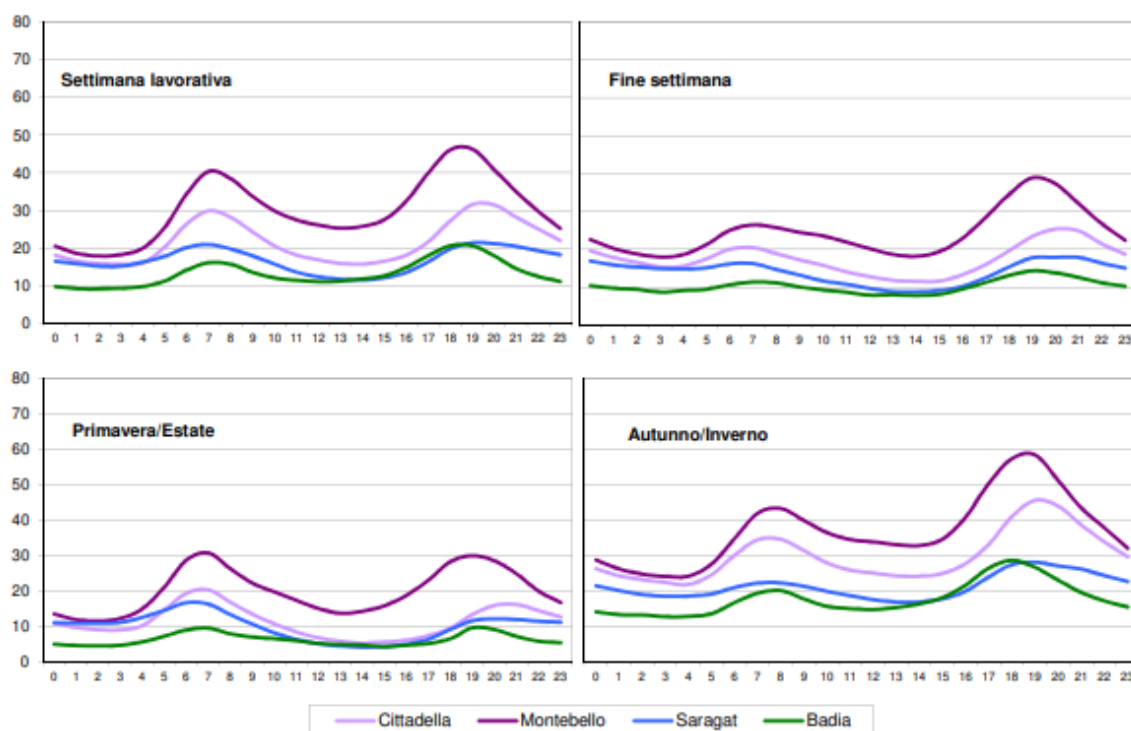 80
70
60
50
40
30
20
10
0
Settimana lavorativa
0 1 2 3 4 5 6 7 8 9 10 11 12 13 14 15 16 17 18 19 20 21 22 23
Fine settimana
0 1 2 3 4 5 6 7 8 9 10 11 12 13 14 15 16 17 18 19 20 21 22 23
80
70
60
50
40
30
20
10
0
Primavera/Estate
0 1 2 3 4 5 6 7 8 9 10 11 12 13 14 15 16 17 18 19 20 21 22 23
Autunno/Inverno
0 1 2 3 4 5 6 7 8 9 10 11 12 13 14 15 16 17 18 19 20 21 22 23
Cittadella Montebello Saragat Badia